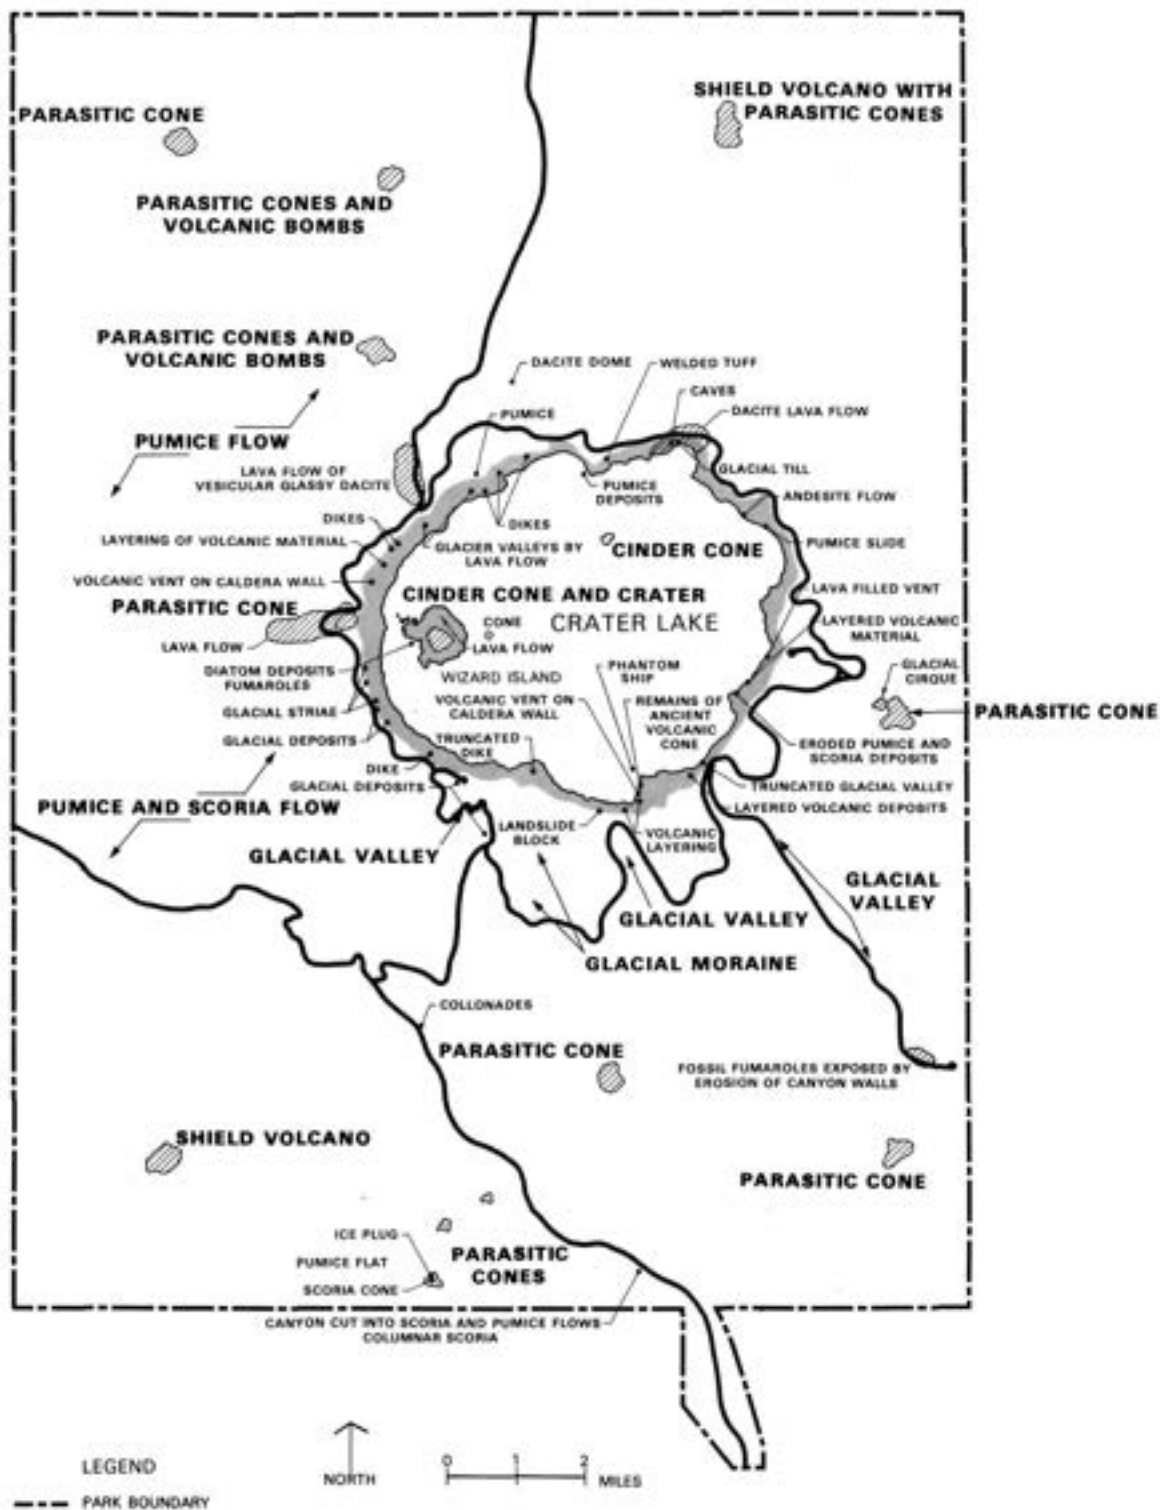 SHIELD VOLCANO WITH
PARASITIC CONES
PARASITIC CONE
PARASITIC CONES AND
VOLCANIC BOMBS
PARASITIC CONES AND
VOLCANIC BOMBS
DACITE DOME
WELDED TUFF
CAVES
DACITE LAVA FLOW
PUMICE
PUMICE FLOW
LAVA FLOW OF
VESICULAR GLASSY DACITE
GLACIAL TILL
PUMICE
DEPOSITS
ANDESITE FLOW
DIKES
DIKES
LAYERING OF VOLCANIC MATERIAL
GLACIER VALLEYS BY
LAVA FLOW
CINDER CONE
PUMICE SLIDE
VOLCANIC VENT ON CALDERA WALL
LAVA FILLED VENT
CINDER CONE AND CRATER
PARASITIC CONE
CONE
CRATER LAKE
LAYERED VOLCANIC
MATERIAL
LAVA FLOW
LAVA FLOW
DIATOM DEPOSITS
FUMAROLES
WIZARD ISLAND
PHANTOM
SHIP
GLACIAL
CIRQUE
VOLCANIC VENT ON
CALDERA WALL
REMAINS OF
ANCIENT
VOLCANIC
CONE
GLACIAL STRIAE
PARASITIC CONE
GLACIAL DEPOSITS
TRUNCATED
DIKE
ERODED PUMICE AND
SCORIA DEPOSITS
DIKE
GLACIAL DEPOSITS
TRUNCATED GLACIAL VALLEY
PUMICE AND SCORIA FLOW
LAYERED VOLCANIC DEPOSITS
LANDSLIDE
BLOCK
VOLCANIC
LAYERING
GLACIAL VALLEY
GLACIAL
VALLEY
GLACIAL VALLEY
GLACIAL MORAINE
COLLONADES
PARASITIC CONE
FOSSIL FUMAROLES EXPOSED BY
EROSION OF CANYON WALLS
SHIELD VOLCANO
PARASITIC CONE
ICE PLUG
PUMICE FLAT
SCORIA CONE
PARASITIC
CONES
CANYON CUT INTO SCORIA AND PUMICE FLOWS
COLUMNAR SCORIA
LEGEND
PARK BOUNDARY
NORTH
0 1 2
MILES